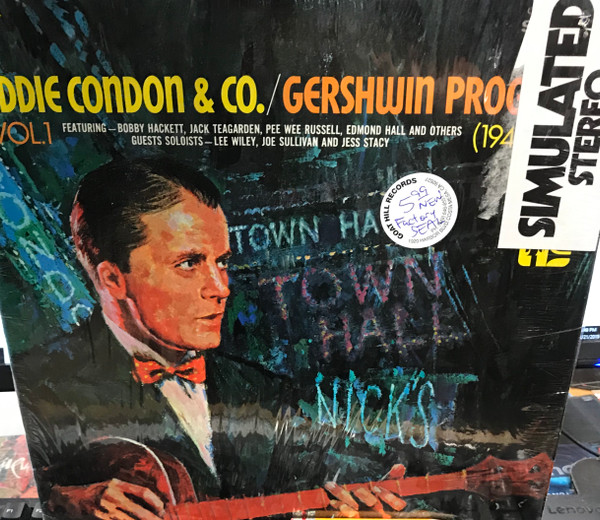 DDIE CONDON & CO./GERSHWIN PROG
VOL.1
FEATURING—BOBBY HACKETT, JACK TEAGARDEN, PEE WEE RUSSELL, EDMOND HALL AND OTHERS
GUESTS SOLOISTS—LEE WILEY, JOE SULLIVAN AND JESS STACY
(194
SIMULATED
STEREO
GOAT HILL RECORDS
5.99
NEW
Factory
SEAL
TOWN HA
TOWN
HALL
NICK'S
Lenovo